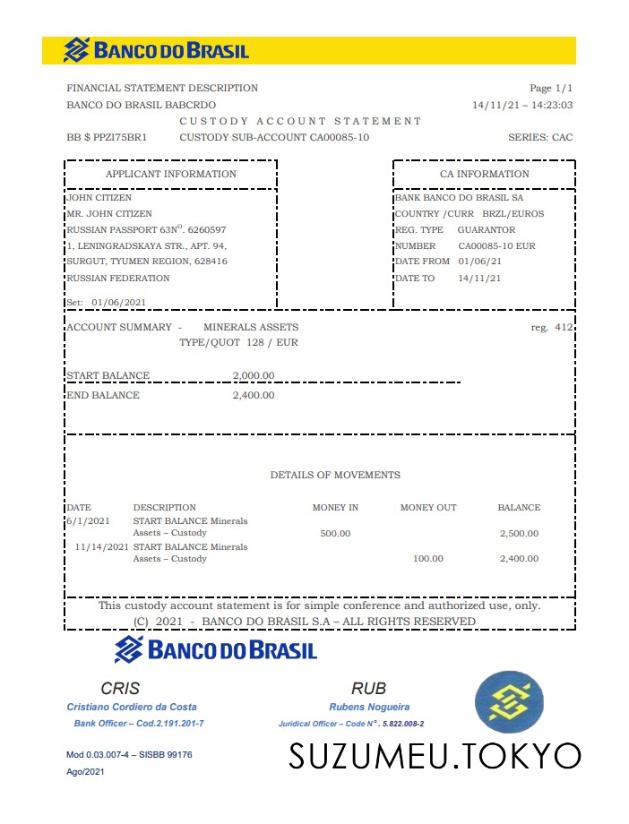 BANCO DO BRASIL
FINANCIAL STATEMENT DESCRIPTION Page 1/1
BANCO DO BRASIL BABCRDO 14/11/21 – 14:23:03
CUSTODY ACCOUNT STATEMENT
BB $ PPZI75BR1 CUSTODY SUB-ACCOUNT CA00085-10 SERIES: CAC
APPLICANT INFORMATION
JOHN CITIZEN
MR. JOHN CITIZEN
RUSSIAN PASSPORT 63Nº. 6260597
1, LENINGRADSKAYA STR., APT. 94,
SURGUT, TYUMEN REGION, 628416
RUSSIAN FEDERATION
Set: 01/06/2021
CA INFORMATION
BANK BANCO DO BRASIL SA
COUNTRY /CURR BRZL/EUROS
REG. TYPE GUARANTOR
NUMBER CA00085-10 EUR
DATE FROM 01/06/21
DATE TO 14/11/21
ACCOUNT SUMMARY - MINERALS ASSETS reg. 412
TYPE/QUOT 128 / EUR
START BALANCE 2,000.00
END BALANCE 2,400.00
DETAILS OF MOVEMENTS
DATE DESCRIPTION MONEY IN MONEY OUT BALANCE
6/1/2021 START BALANCE Minerals
Assets – Custody 500.00 2,500.00
11/14/2021 START BALANCE Minerals
Assets – Custody 100.00 2,400.00
This custody account statement is for simple conference and authorized use, only.
(C) 2021 - BANCO DO BRASIL S.A – ALL RIGHTS RESERVED
BANCO DO BRASIL
CRIS RUB
Cristiano Cordiero da Costa Rubens Nogueira
Bank Officer – Cod.2.191.201-7 Juridical Officer – Code Nº. 5.822.008-2
Mod 0.03.007-4 – SISBB 99176
Ago/2021
SUZUMEU.TOKYO